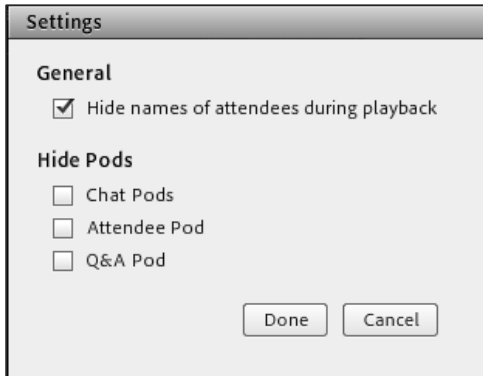 Settings
General
Hide names of attendees during playback
Hide Pods
Chat Pods
Attendee Pod
Q&A Pod
Done Cancel